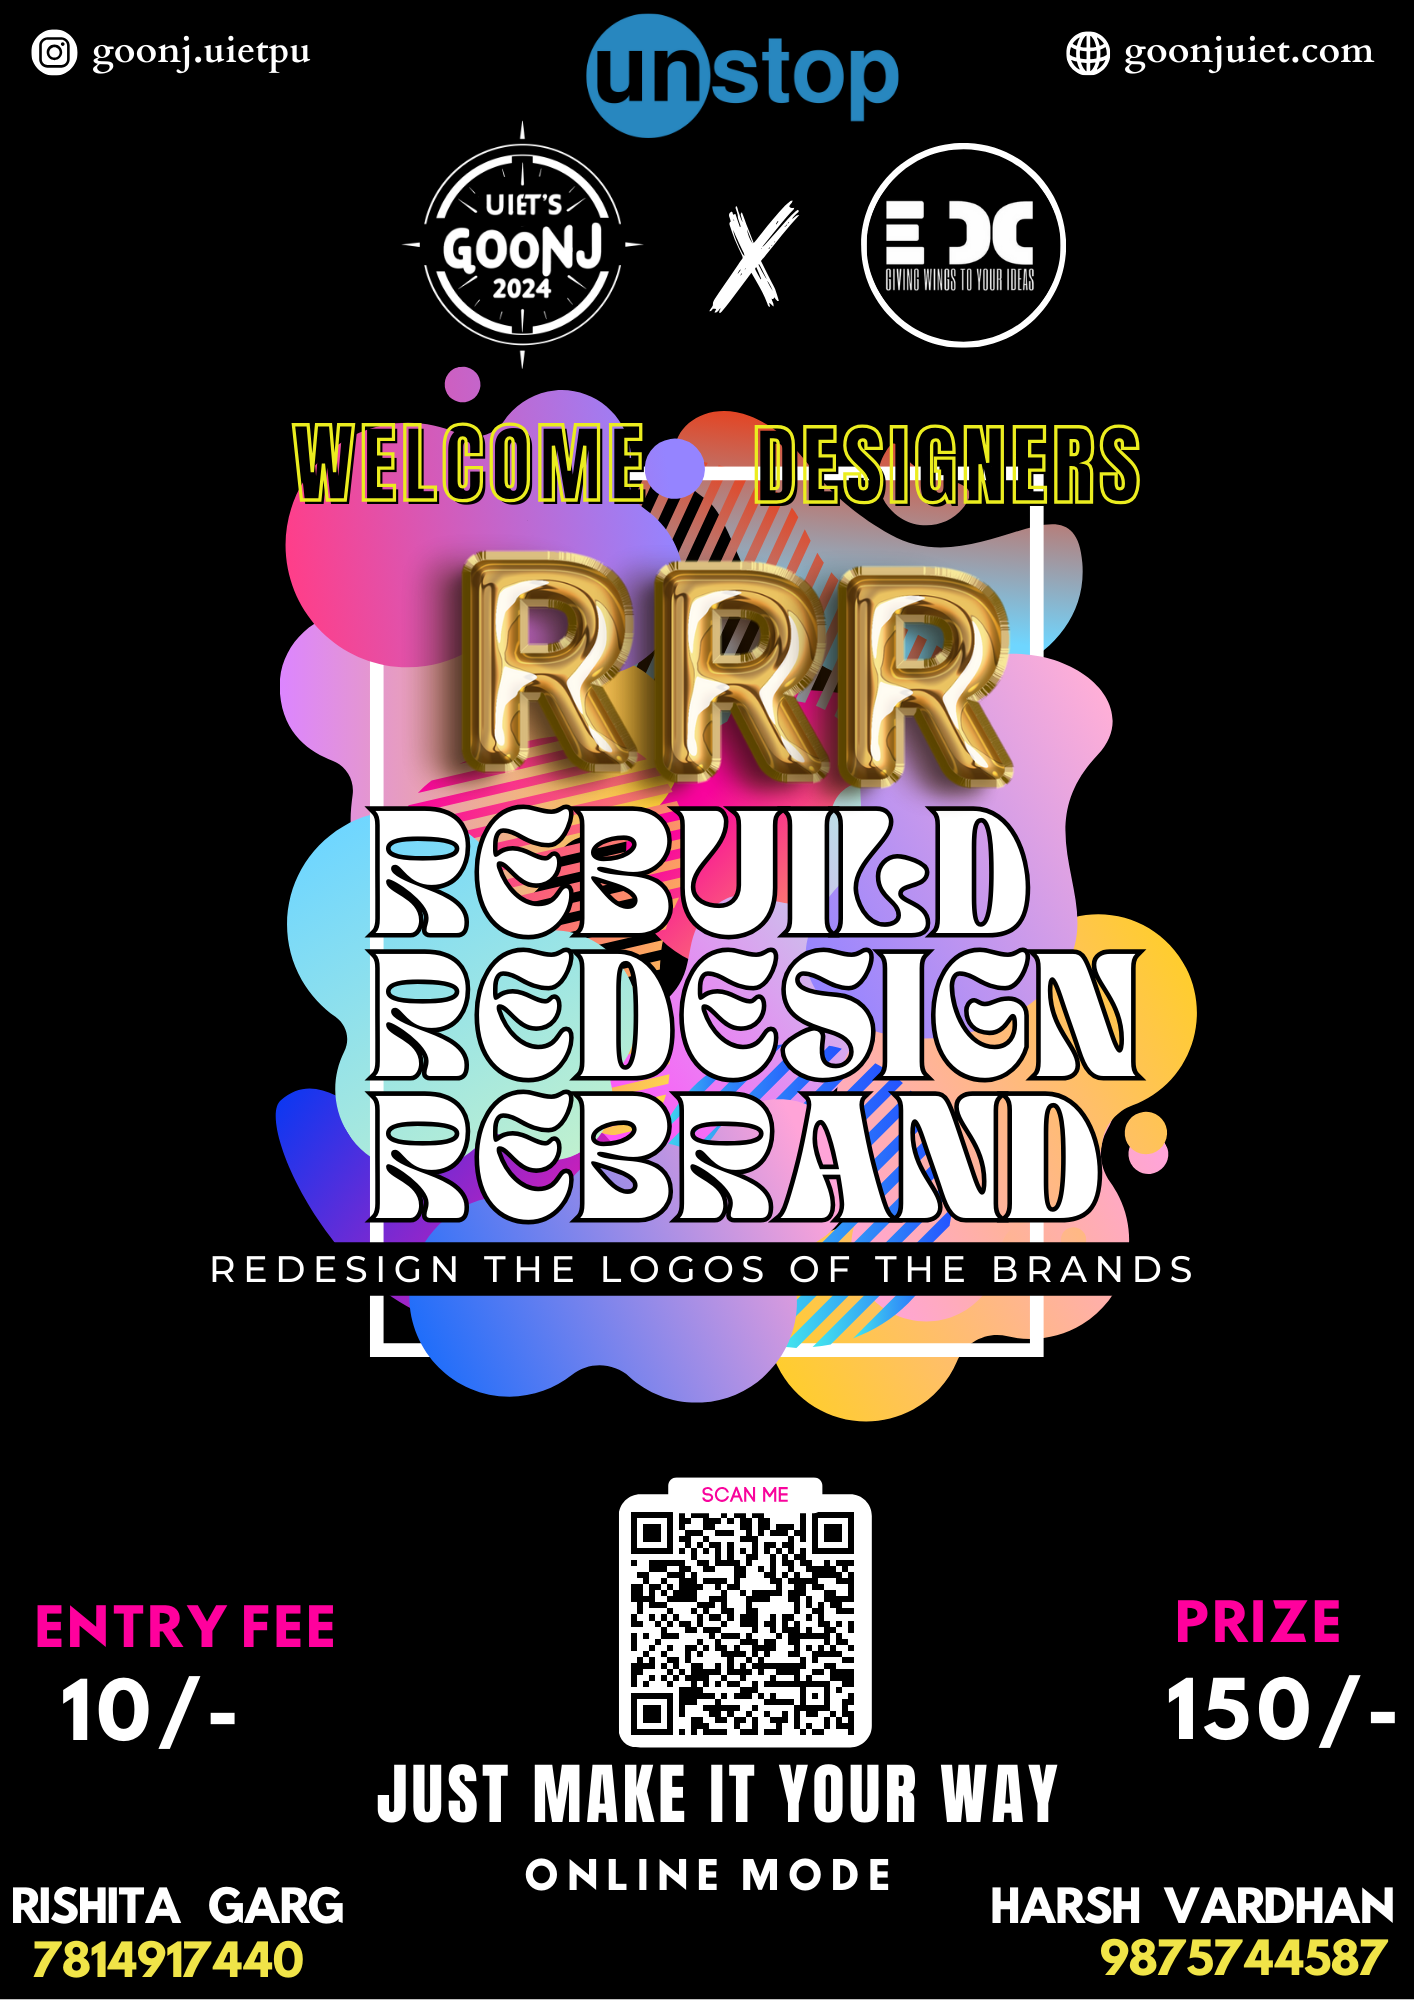 goonj.uietpu
unstop
goonjuiet.com
UIET'S
GOONJ
2024
X
EDC
GIVING WINGS TO YOUR IDEAS
WELCOME DESIGNERS
RRR
REBUILD
REDESIGN
REBRAND
REDESIGN THE LOGOS OF THE BRANDS
SCAN ME
ENTRY FEE
10/-
PRIZE
150/-
JUST MAKE IT YOUR WAY
ONLINE MODE
RISHITA GARG
7814917440
HARSH VARDHAN
9875744587